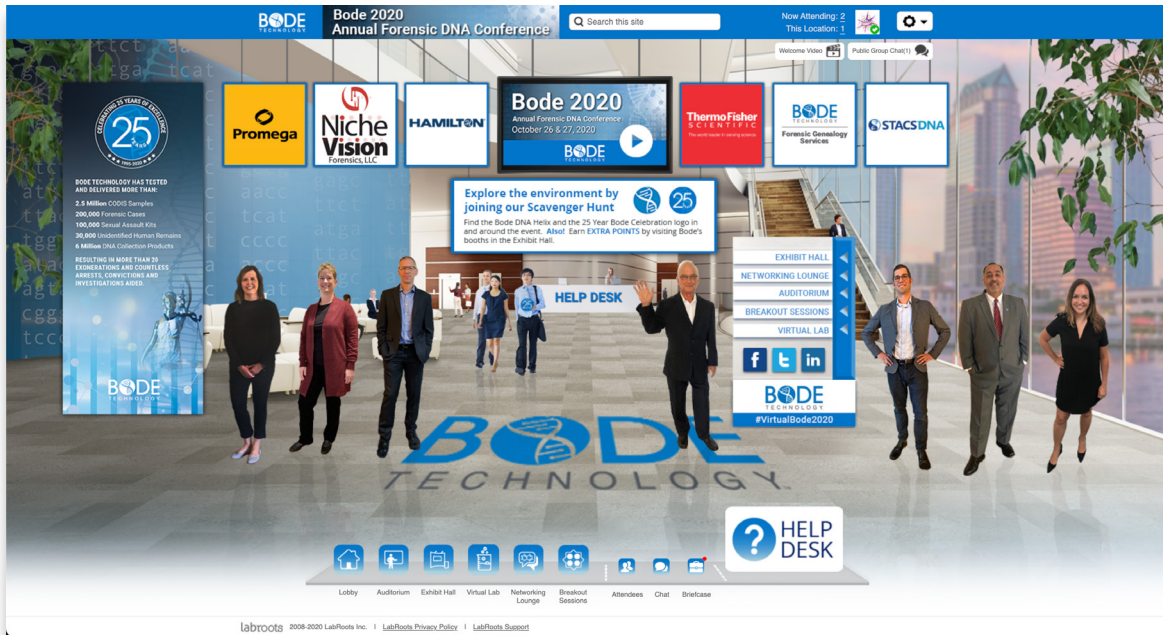 BODE
TECHNOLOGY
Bode 2020
Annual Forensic DNA Conference
Search this site
Now Attending: 2
This Location: 1
Welcome Video
Public Group Chat(1)
CELEBRATING 25 YEARS OF EXCELLENCE
25
YEARS
1995-2020
BODE TECHNOLOGY HAS TESTED
AND DELIVERED MORE THAN:
2.5 Million CODIS Samples
200,000 Forensic Cases
100,000 Sexual Assault Kits
30,000 Unidentified Human Remains
6 Million DNA Collection Products
RESULTING IN MORE THAN 20
EXONERATIONS AND COUNTLESS
ARRESTS, CONVICTIONS AND
INVESTIGATIONS AIDED.
BODE
TECHNOLOGY
Promega
Niche
Vision
Forensics, LLC
HAMILTON
Bode 2020
Annual Forensic DNA Conference
October 26 & 27, 2020
BODE
TECHNOLOGY
ThermoFisher
SCIENTIFIC
The world leader in serving science
BODE
TECHNOLOGY
Forensic Genealogy
Services
STACSDNA
Explore the environment by
joining our Scavenger Hunt
25
Find the Bode DNA Helix and the 25 Year Bode Celebration logo in
and around the event. Also! Earn EXTRA POINTS by visiting Bode's
booths in the Exhibit Hall.
HELP DESK
EXHIBIT HALL
NETWORKING LOUNGE
AUDITORIUM
BREAKOUT SESSIONS
VIRTUAL LAB
BODE
TECHNOLOGY
#VirtualBode2020
BODE
TECHNOLOGY
HELP
DESK
Lobby
Auditorium
Exhibit Hall
Virtual Lab
Networking
Lounge
Breakout
Sessions
Attendees
Chat
Briefcase
labroots 2008-2020 LabRoots Inc. | LabRoots Privacy Policy | LabRoots Support